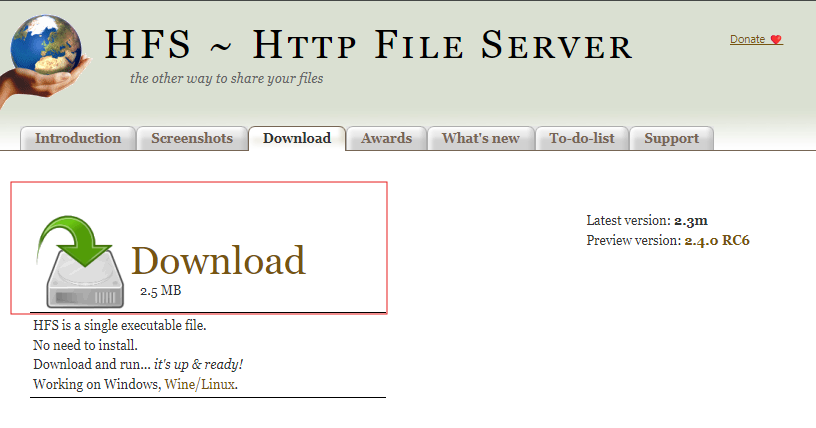 HFS ~ HTTP FILE SERVER
Donate
the other way to share your files
Introduction
Screenshots
Download
Awards
What's new
To-do-list
Support
Latest version: 2.3m
Preview version: 2.4.0 RC6
Download
2.5 MB
HFS is a single executable file.
No need to install.
Download and run... it's up & ready!
Working on Windows, Wine/Linux.